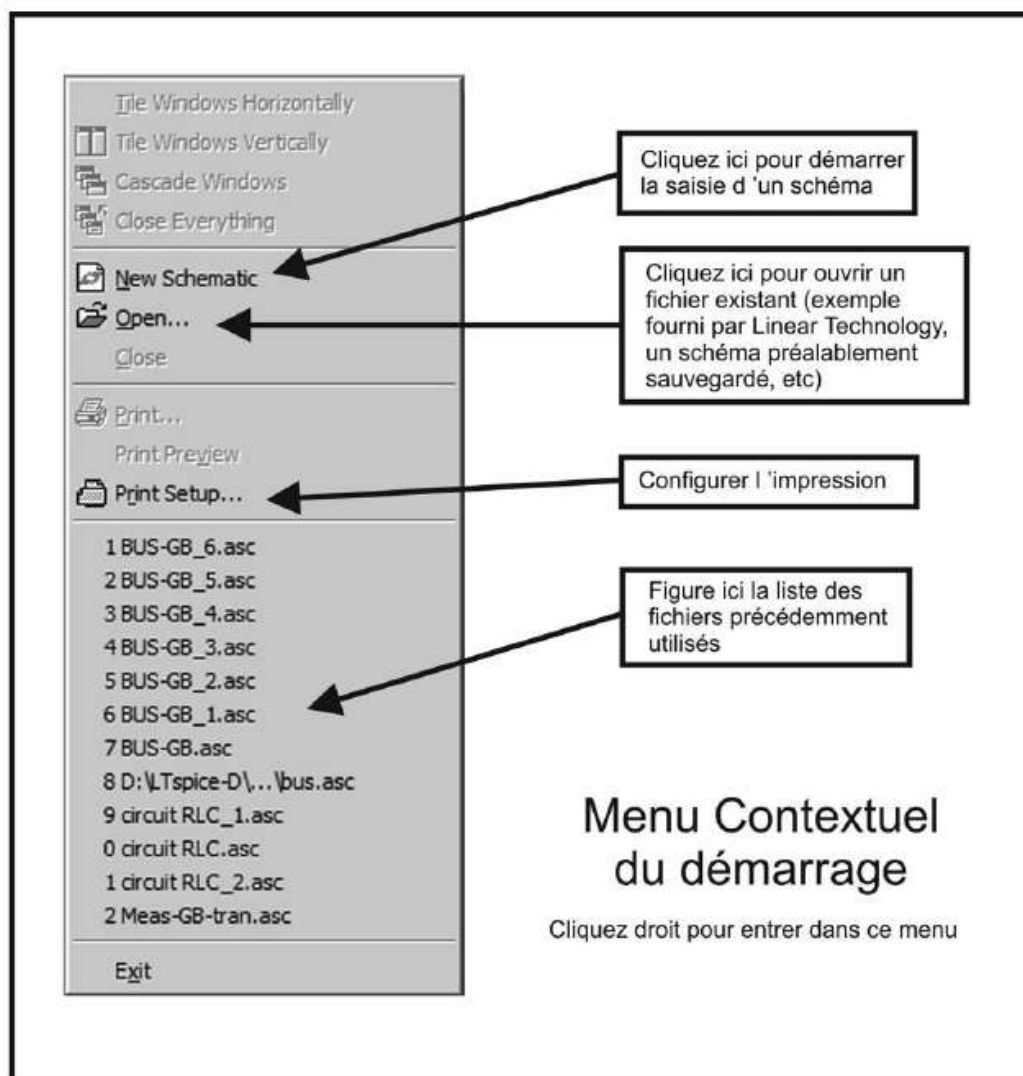 Tile Windows Horizontally
Tile Windows Vertically
Cascade Windows
Close Everything
New Schematic
Open...
Close
Print...
Print Preview
Print Setup...
1 BUS-GB_6.asc
2 BUS-GB_5.asc
3 BUS-GB_4.asc
4 BUS-GB_3.asc
5 BUS-GB_2.asc
6 BUS-GB_1.asc
7 BUS-GB.asc
8 D:\LTspice-D\...\bus.asc
9 circuit RLC_1.asc
0 circuit RLC.asc
1 circuit RLC_2.asc
2 Meas-GB-tran.asc
Exit
Cliquez ici pour démarrer
la saisie d 'un schéma
Cliquez ici pour ouvrir un
fichier existant (exemple
fourni par Linear Technology,
un schéma préalablement
sauvegardé, etc)
Configurer l 'impression
Figure ici la liste des
fichiers précédemment
utilisés
Menu Contextuel
du démarrage
Cliquez droit pour entrer dans ce menu